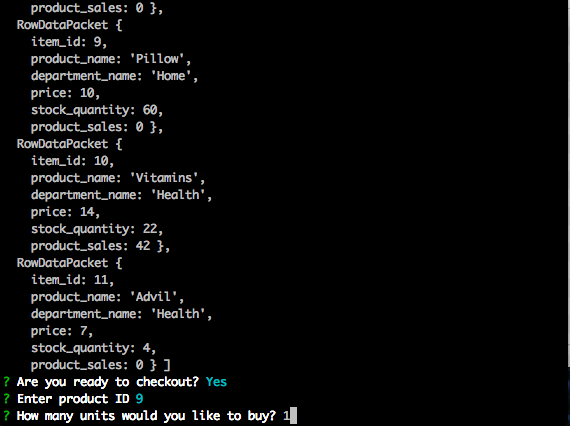 product_sales: 0 },
  RowDataPacket {
    item_id: 9,
    product_name: 'Pillow',
    department_name: 'Home',
    price: 10,
    stock_quantity: 60,
    product_sales: 0 },
  RowDataPacket {
    item_id: 10,
    product_name: 'Vitamins',
    department_name: 'Health',
    price: 14,
    stock_quantity: 22,
    product_sales: 42 },
  RowDataPacket {
    item_id: 11,
    product_name: 'Advil',
    department_name: 'Health',
    price: 7,
    stock_quantity: 4,
    product_sales: 0 } ]
? Are you ready to checkout? Yes
? Enter product ID 9
? How many units would you like to buy? 1